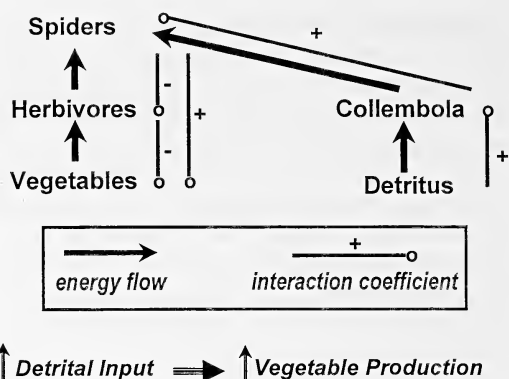 Spiders
+
-
Herbivores
+
Collembola
-
+
Vegetables
Detritus
+
energy flow
interaction coefficient
Detrital Input
Vegetable Production